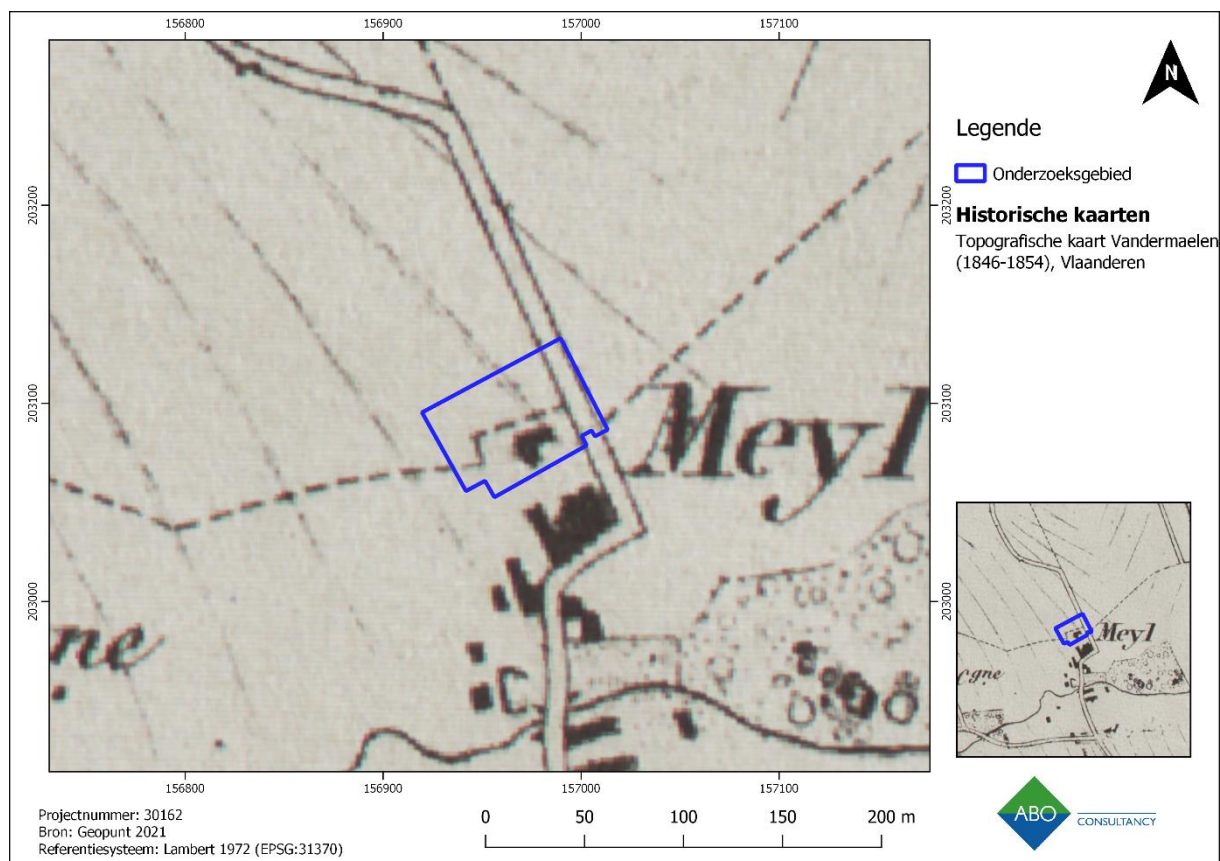 156800 156900 157000 157100
203200
203100
203000
203200
203100
203000
Meyl
gne
156800 156900 157000 157100
N
Legende
Onderzoeksgebied
Historische kaarten
Topografische kaart Vandermaelen
(1846-1854), Vlaanderen
Meyl
Cgne
Projectnummer: 30162
Bron: Geopunt 2021
Referentiesysteem: Lambert 1972 (EPSG:31370)
0 50 100 150 200 m
ABO
CONSULTANCY